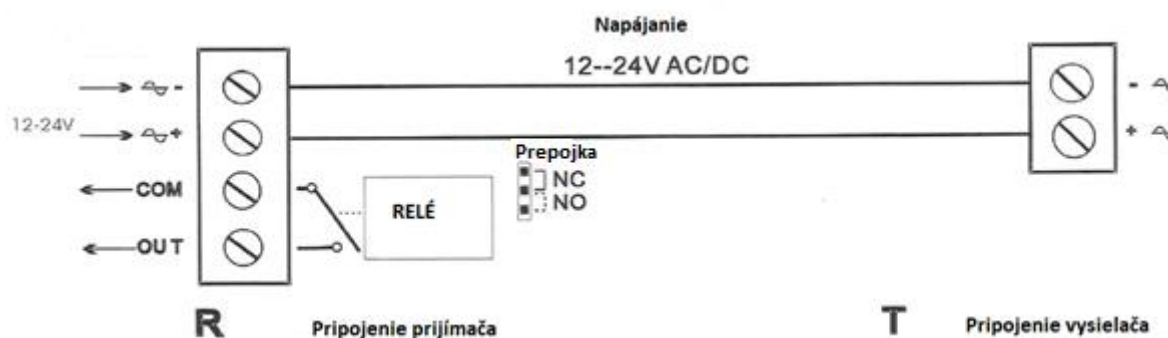 Napájanie
12--24V AC/DC
-
-
12-24V
+
+
Prepojka
NC
COM
NO
RELÉ
OUT
R
Pripojenie prijímača
T
Pripojenie vysielača